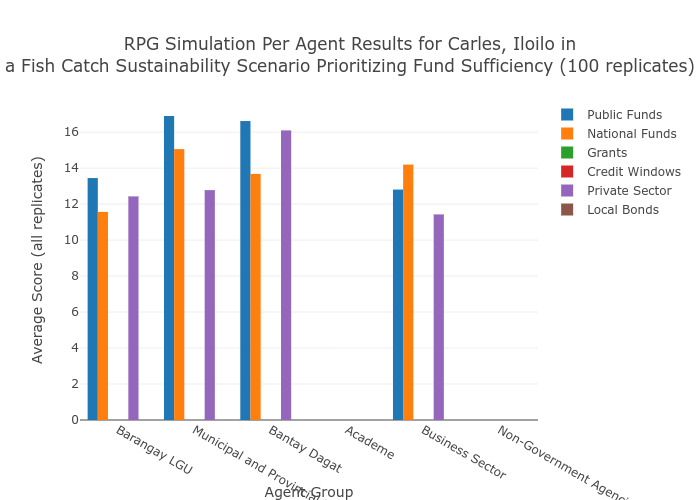 RPG Simulation Per Agent Results for Carles, Iloilo in
a Fish Catch Sustainability Scenario Prioritizing Fund Sufficiency (100 replicates)
Public Funds
National Funds
Grants
Credit Windows
Private Sector
Local Bonds
Average Score (all replicates)
16
14
12
10
8
6
4
2
0
Barangay LGU
Municipal and
Bantay Dagat
Academe
Business Sector
Non-Government
Agent Group